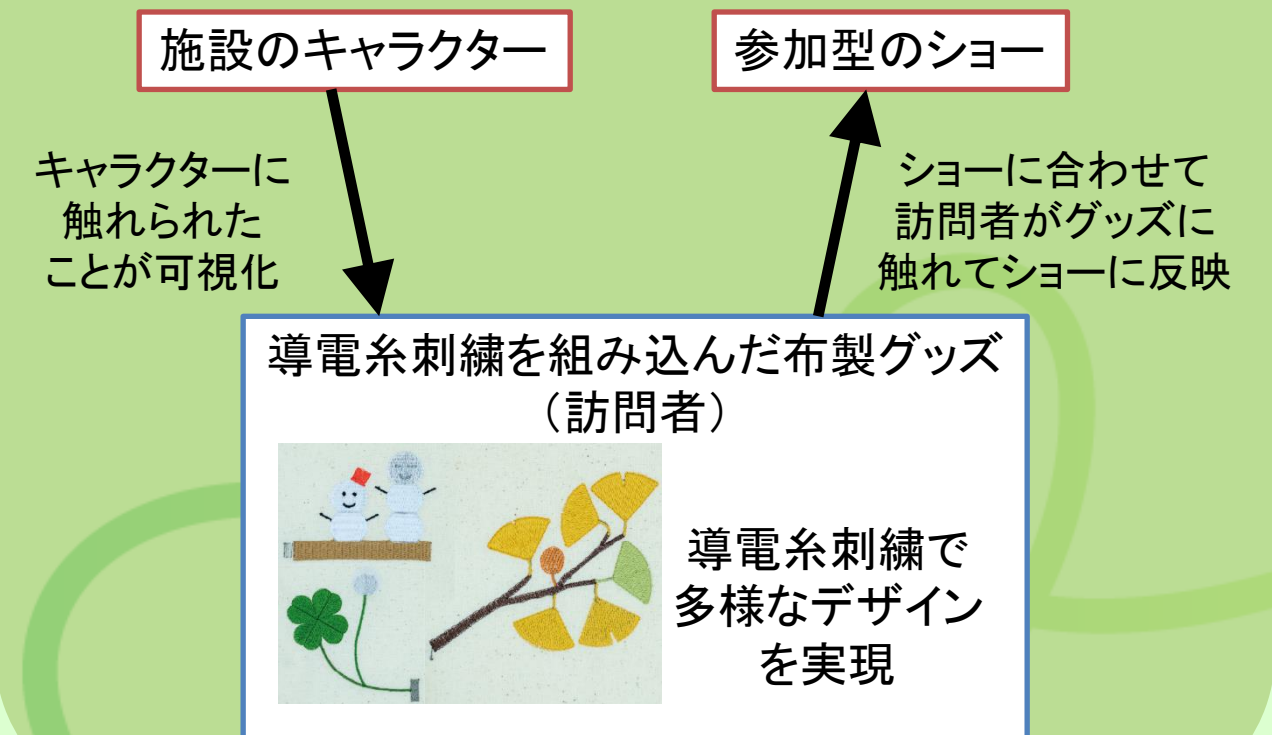 施設のキャラクター
参加型のショー
キャラクターに
触れられた
ことが可視化
ショーに合わせて
訪問者がグッズに
触れてショーに反映
導電糸刺繍を組み込んだ布製グッズ
（訪問者）
導電糸刺繍で
多様なデザイン
を実現